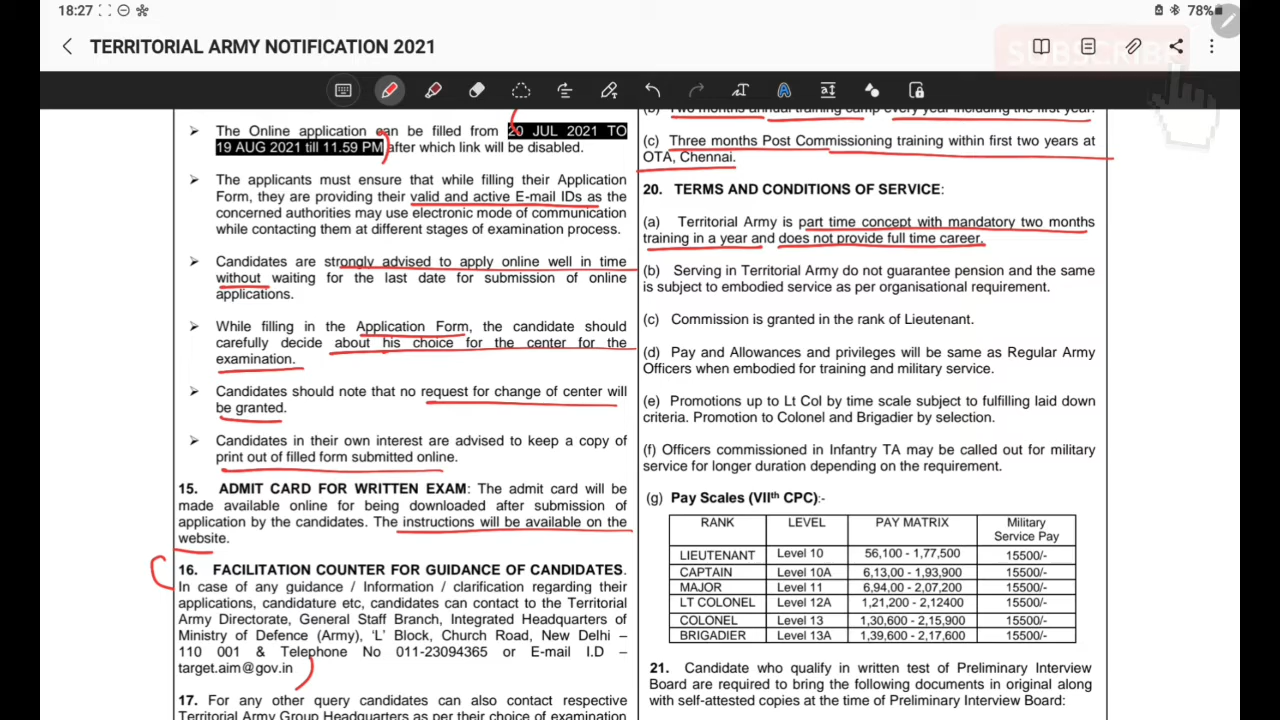 18:27
78%
TERRITORIAL ARMY NOTIFICATION 2021
SUBSCRIBE
The Online application can be filled from 20 JUL 2021 TO
19 AUG 2021 till 11.59 PM after which link will be disabled.
The applicants must ensure that while filling their Application
Form, they are providing their valid and active E-mail IDs as the
concerned authorities may use electronic mode of communication
while contacting them at different stages of examination process.
Candidates are strongly advised to apply online well in time
without waiting for the last date for submission of online
applications.
While filling in the Application Form, the candidate should
carefully decide about his choice for the center for the
examination.
Candidates should note that no request for change of center will
be granted.
Candidates in their own interest are advised to keep a copy of
print out of filled form submitted online.
15. ADMIT CARD FOR WRITTEN EXAM: The admit card will be
made available online for being downloaded after submission of
application by the candidates. The instructions will be available on the
website.
16. FACILITATION COUNTER FOR GUIDANCE OF CANDIDATES.
In case of any guidance / Information / clarification regarding their
applications, candidature etc, candidates can contact to the Territorial
Army Directorate, General Staff Branch, Integrated Headquarters of
Ministry of Defence (Army), 'L' Block, Church Road, New Delhi –
110 001 & Telephone No 011-23094365 or E-mail I.D –
target.aim@gov.in
17. For any other query candidates can also contact respective
Territorial Army Group Headquarters as per their choice of examination
(b) Two months annual training camp every year including the first year.
(c) Three months Post Commissioning training within first two years at
OTA, Chennai.
20. TERMS AND CONDITIONS OF SERVICE:
(a) Territorial Army is part time concept with mandatory two months
training in a year and does not provide full time career.
(b) Serving in Territorial Army do not guarantee pension and the same
is subject to embodied service as per organisational requirement.
(c) Commission is granted in the rank of Lieutenant.
(d) Pay and Allowances and privileges will be same as Regular Army
Officers when embodied for training and military service.
(e) Promotions up to Lt Col by time scale subject to fulfilling laid down
criteria. Promotion to Colonel and Brigadier by selection.
(f) Officers commissioned in Infantry TA may be called out for military
service for longer duration depending on the requirement.
(g) Pay Scales (VIIth CPC):-
RANK LEVEL PAY MATRIX Military
Service Pay
LIEUTENANT Level 10 56,100 - 1,77,500 15500/-
CAPTAIN Level 10A 6,13,00 - 1,93,900 15500/-
MAJOR Level 11 6,94,00 - 2,07,200 15500/-
LT COLONEL Level 12A 1,21,200 - 2,12400 15500/-
COLONEL Level 13 1,30,600 - 2,15,900 15500/-
BRIGADIER Level 13A 1,39,600 - 2,17,600 15500/-
21. Candidate who qualify in written test of Preliminary Interview
Board are required to bring the following documents in original along
with self-attested copies at the time of Preliminary Interview Board: